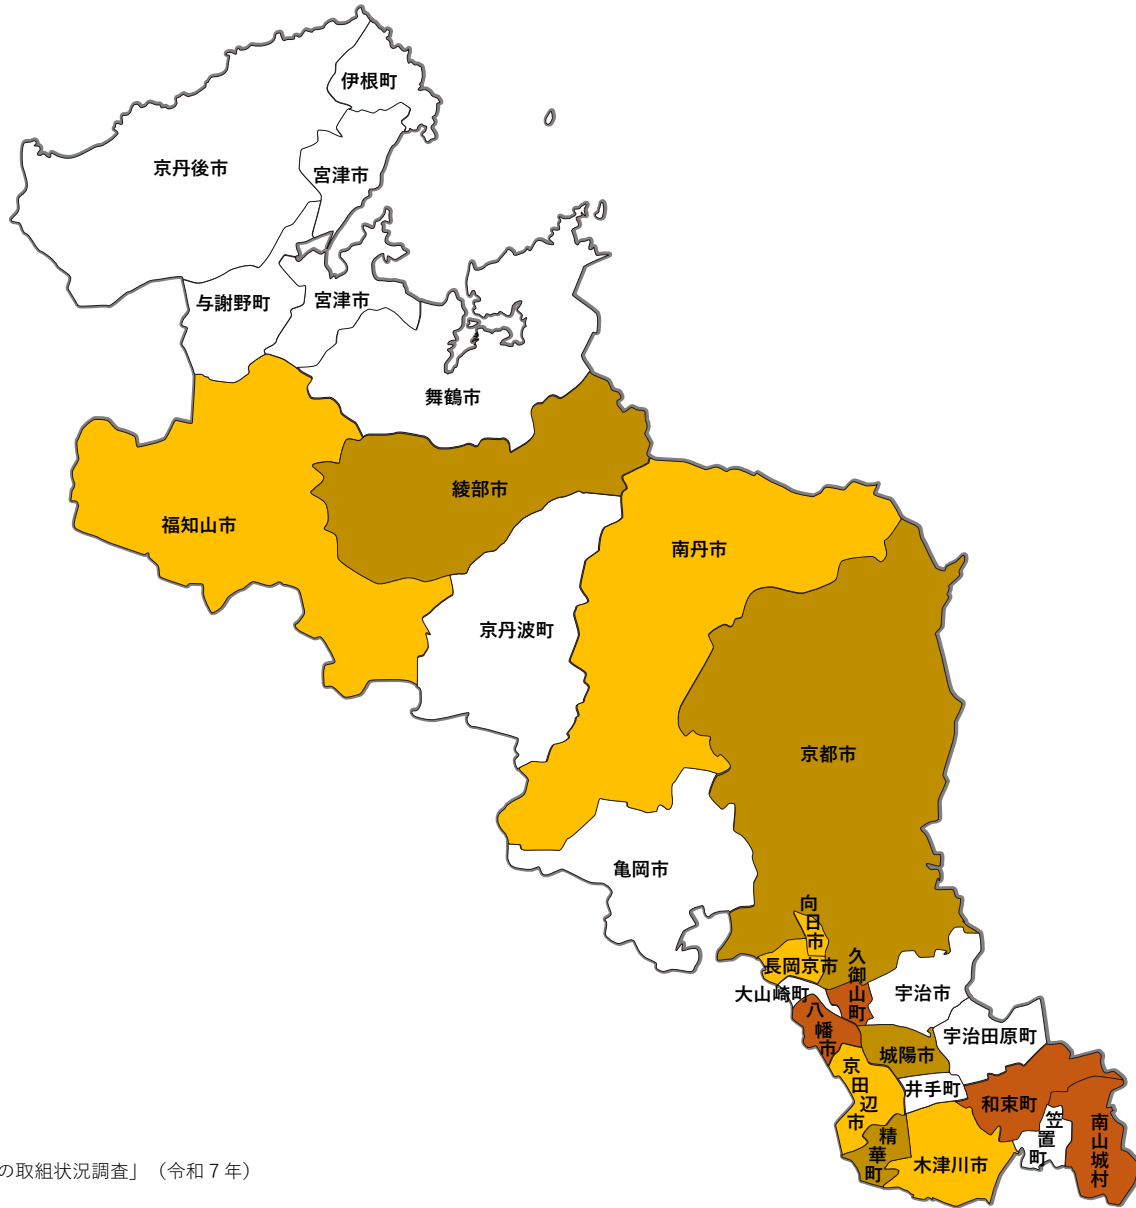 伊根町
京丹後市
宮津市
与謝野町
宮津市
舞鶴市
綾部市
福知山市
南丹市
京丹波町
京都市
亀岡市
向日市
長岡京市
久御山町
大山崎町
宇治市
八幡市
宇治田原町
城陽市
京田辺市
井手町
和束町
笠置町
南山城村
精華町
木津川市
の取組状況調査」（令和７年）